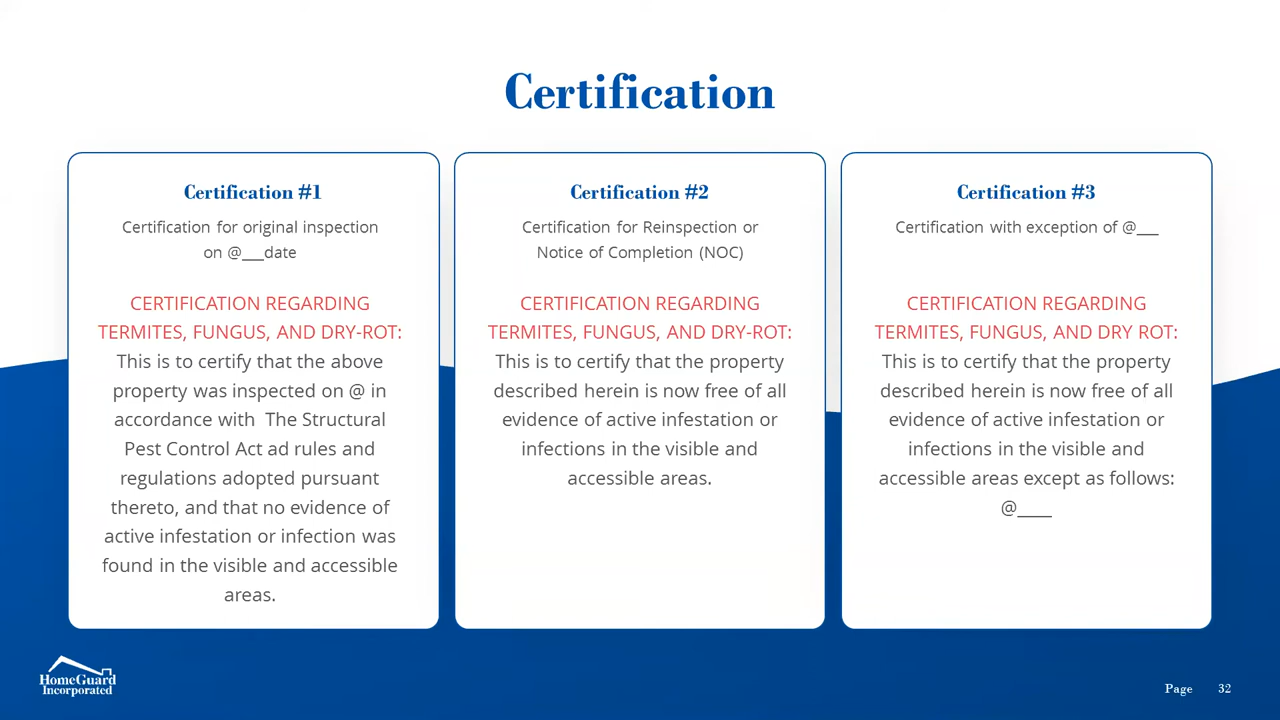 Certification
Certification #1
Certification for original inspection
on @___date
CERTIFICATION REGARDING
TERMITES, FUNGUS, AND DRY-ROT:
This is to certify that the above
property was inspected on @ in
accordance with  The Structural
Pest Control Act ad rules and
regulations adopted pursuant
thereto, and that no evidence of
active infestation or infection was
found in the visible and accessible
areas.
Certification #2
Certification for Reinspection or
Notice of Completion (NOC)
CERTIFICATION REGARDING
TERMITES, FUNGUS, AND DRY-ROT:
This is to certify that the property
described herein is now free of all
evidence of active infestation or
infections in the visible and
accessible areas.
Certification #3
Certification with exception of @___
CERTIFICATION REGARDING
TERMITES, FUNGUS, AND DRY ROT:
This is to certify that the property
described herein is now free of all
evidence of active infestation or
infections in the visible and
accessible areas except as follows:
@____
HomeGuard
Incorporated
Page 32